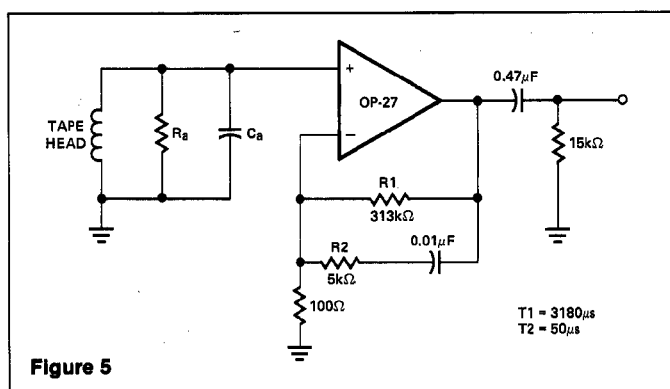 0.47µF
+
OP-27
−
TAPE
HEAD
Ra
Ca
15kΩ
R1
313kΩ
0.01µF
R2
5kΩ
100Ω
T1 = 3180µs
T2 = 50µs
Figure 5